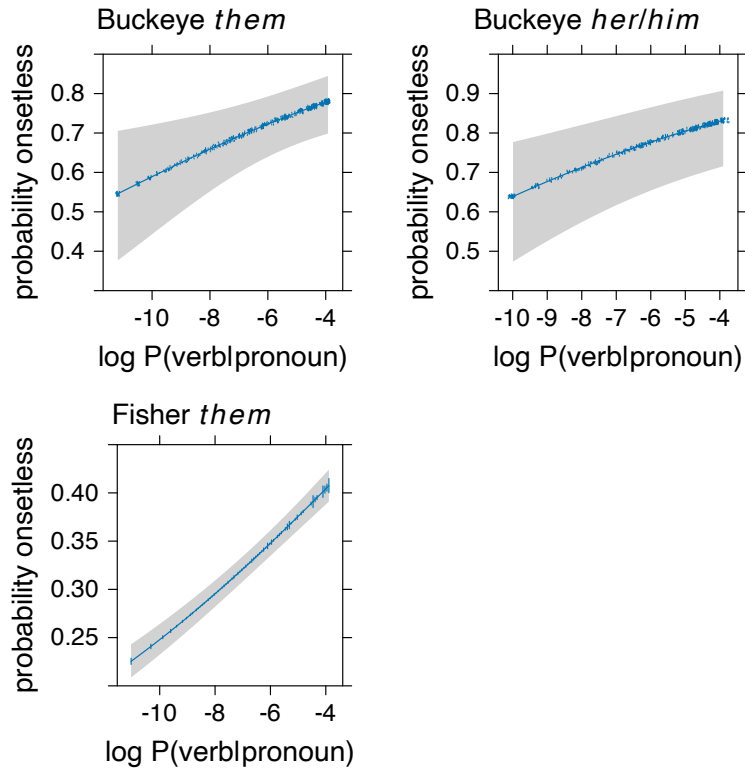 Buckeye them
probability onsetless
0.8
0.7
0.6
0.5
0.4
-10 -8 -6 -4
log P(verb|pronoun)
Buckeye her/him
probability onsetless
0.9
0.8
0.7
0.6
0.5
-10 -9 -8 -7 -6 -5 -4
log P(verb|pronoun)
Fisher them
probability onsetless
0.40
0.35
0.30
0.25
-10 -8 -6 -4
log P(verb|pronoun)